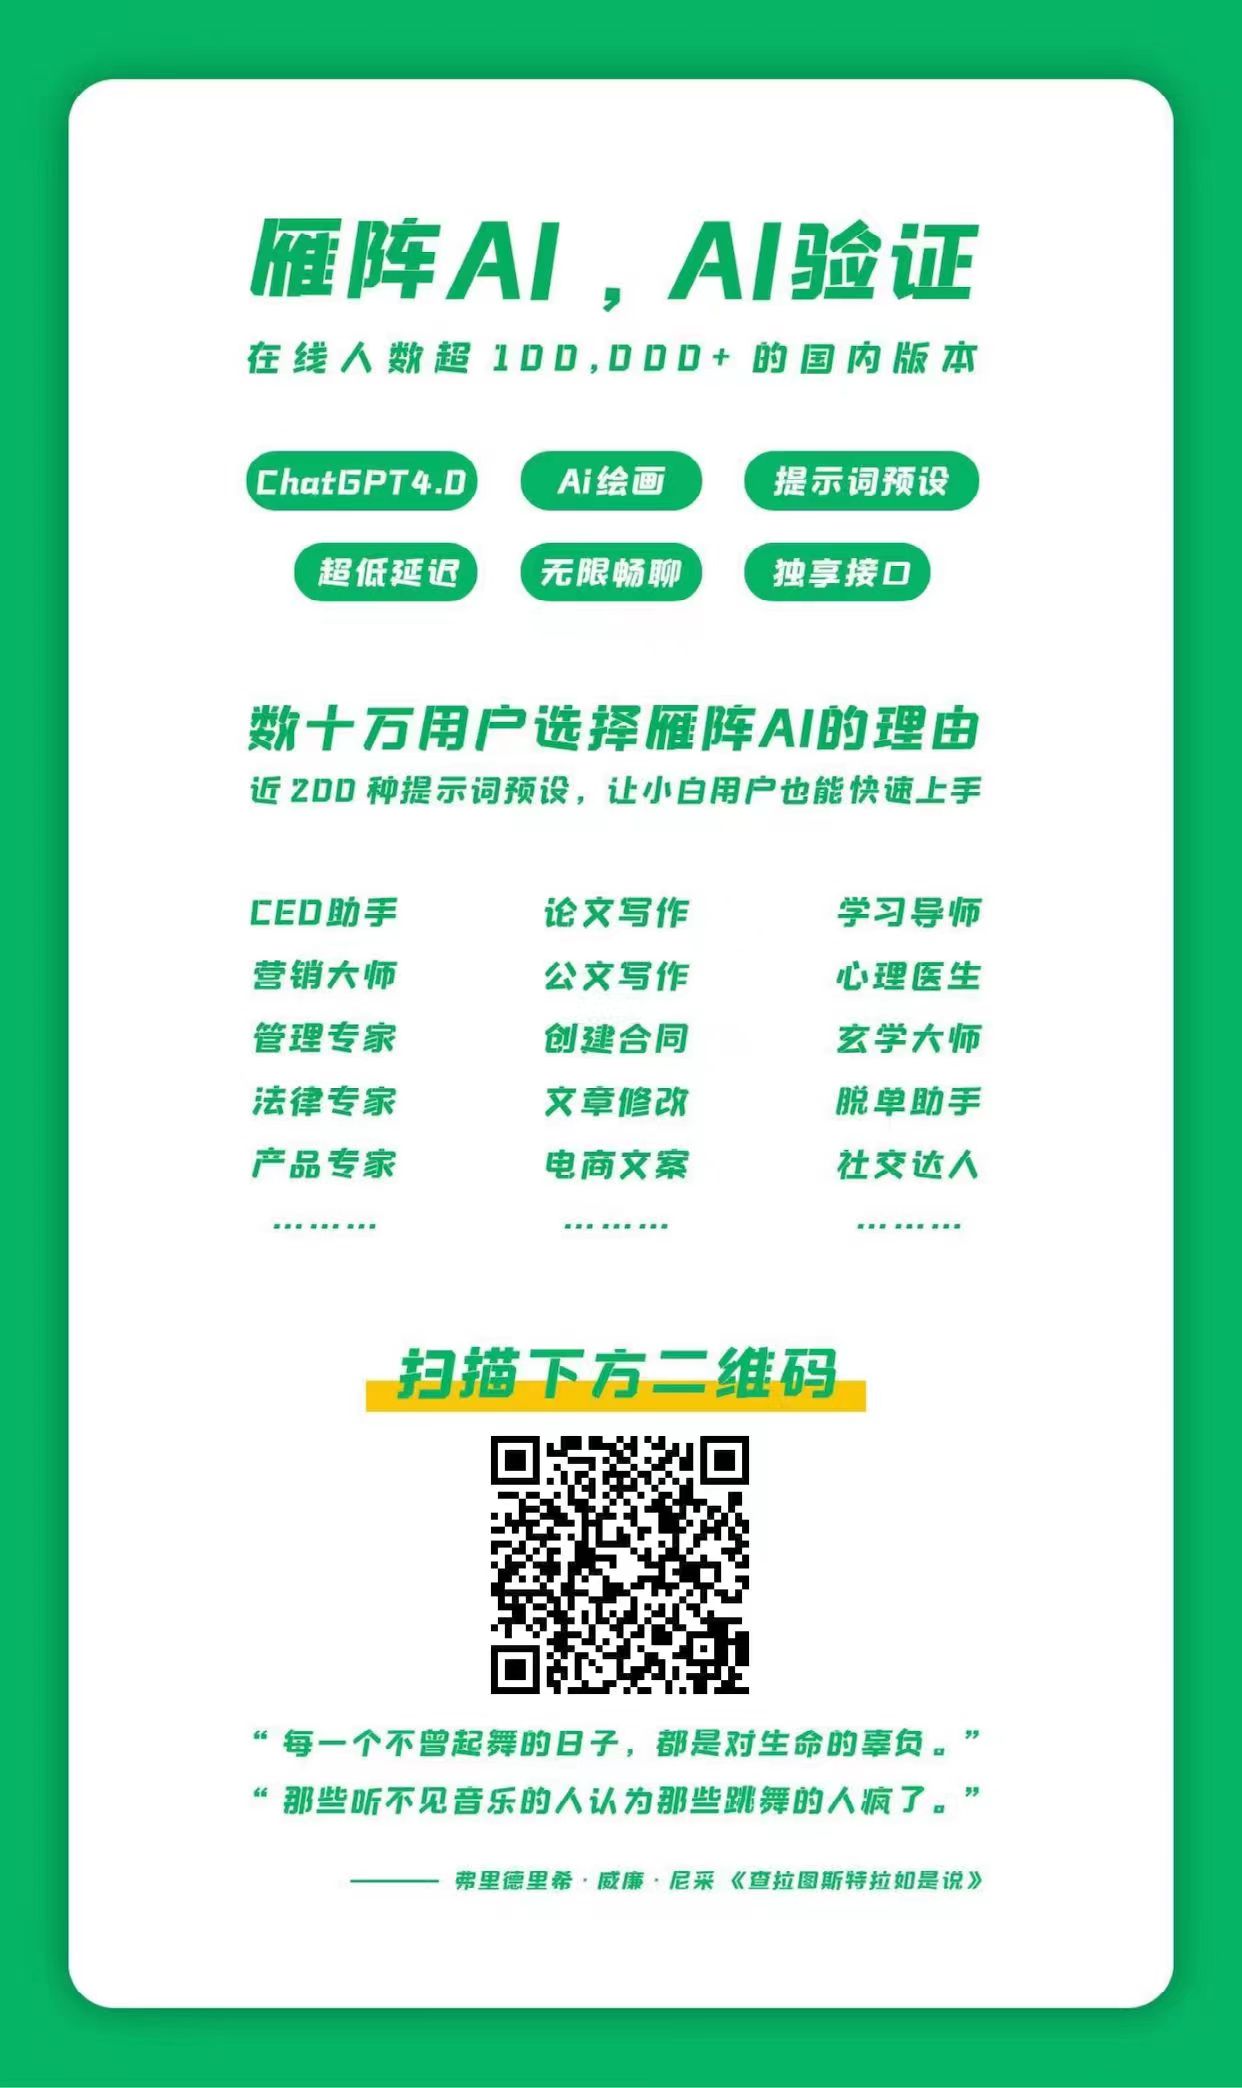 雁阵AI，AI验证
在线人数超 100,000+ 的国内版本
ChatGPT4.0 Ai绘画 提示词预设
超低延迟 无限畅聊 独享接口
数十万用户选择雁阵AI的理由
近 200 种提示词预设，让小白用户也能快速上手
CEO助手 论文写作 学习导师
营销大师 公文写作 心理医生
管理专家 创建合同 玄学大师
法律专家 文章修改 脱单助手
产品专家 电商文案 社交达人
……… ……… ………
扫描下方二维码
“ 每一个不曾起舞的日子，都是对生命的辜负。”
“ 那些听不见音乐的人认为那些跳舞的人疯了。”
—— 弗里德里希 · 威廉 · 尼采《查拉图斯特拉如是说》